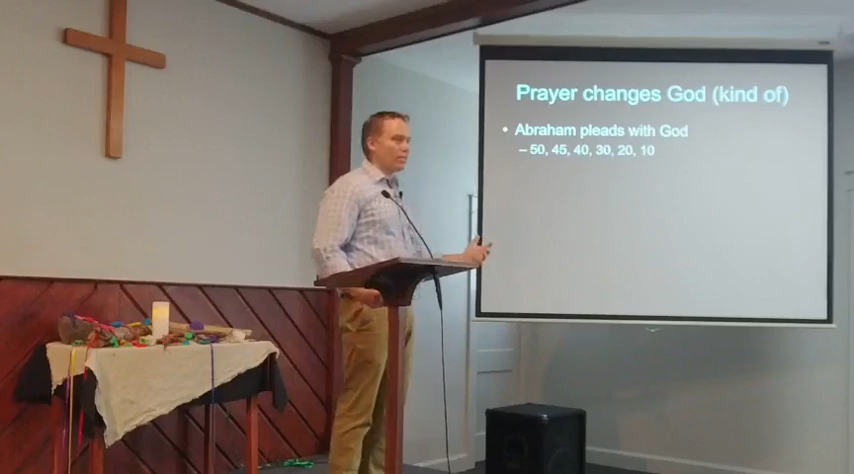 Prayer changes God (kind of)
• Abraham pleads with God
– 50, 45, 40, 30, 20, 10